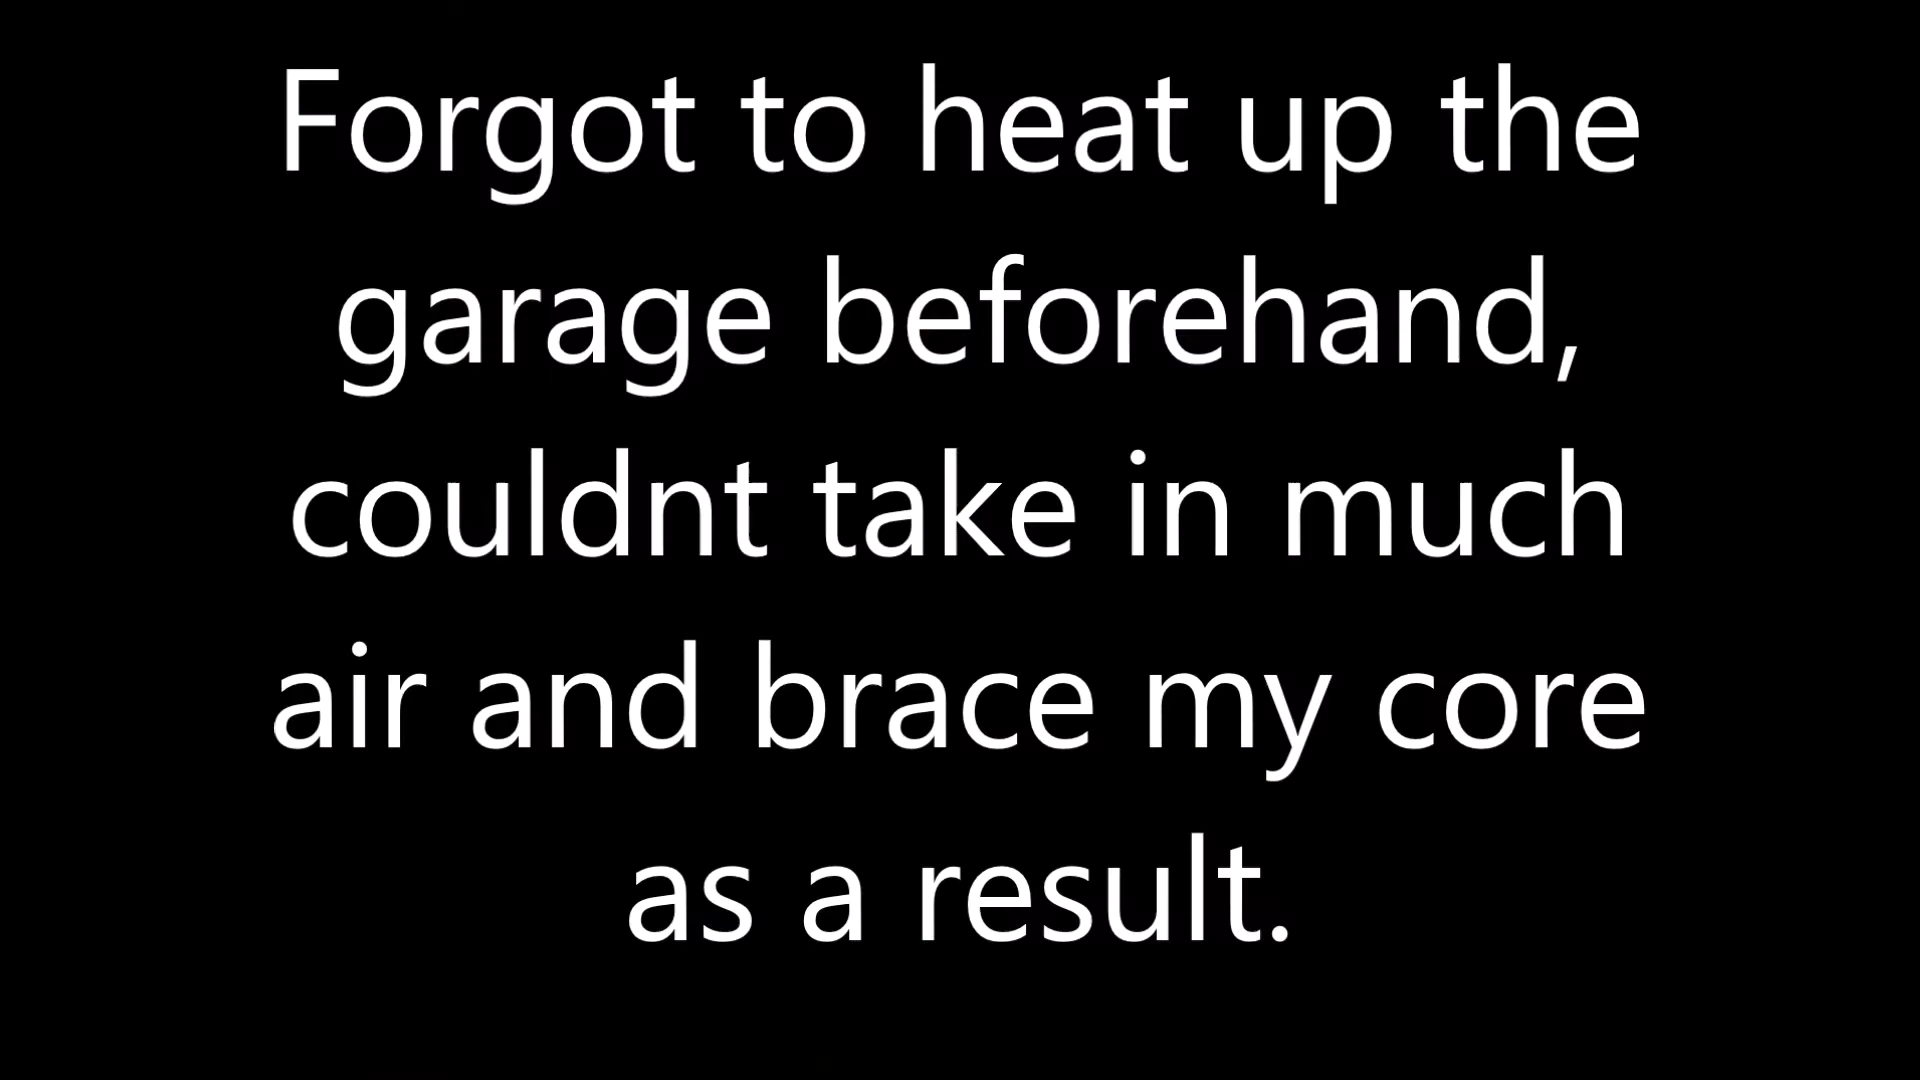 Forgot to heat up the
garage beforehand,
couldnt take in much
air and brace my core
as a result.